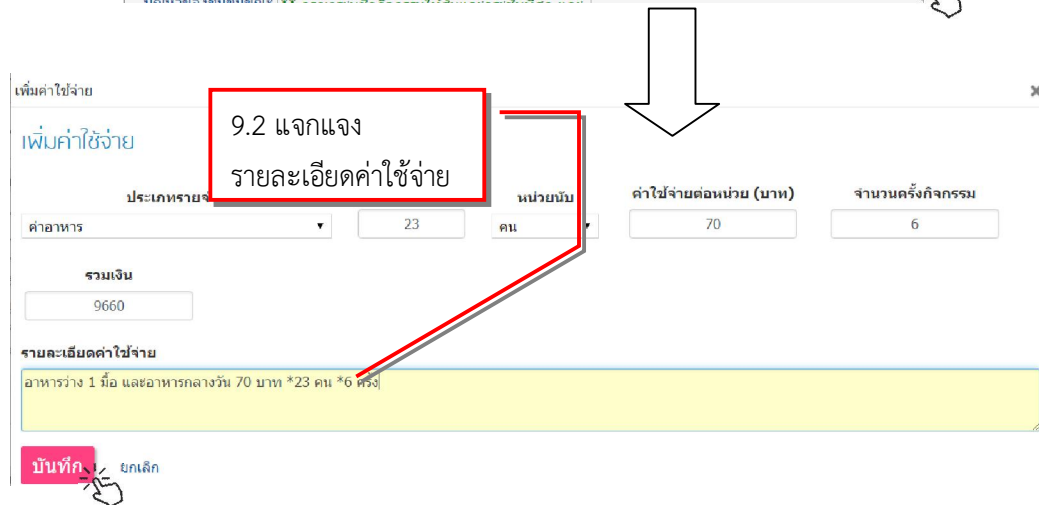 เพิ่มค่าใช้จ่าย
เพิ่มค่าใช้จ่าย
9.2 แจกแจง
รายละเอียดค่าใช้จ่าย
หน่วยนับ ค่าใช้จ่ายต่อหน่วย (บาท) จำนวนครั้งกิจกรรม
ค่าอาหาร 23 คน 70 6
รวมเงิน
9660
รายละเอียดค่าใช้จ่าย
อาหารว่าง 1 มื้อ และอาหารกลางวัน 70 บาท *23 คน *6 ครั้ง
บันทึก ยกเลิก